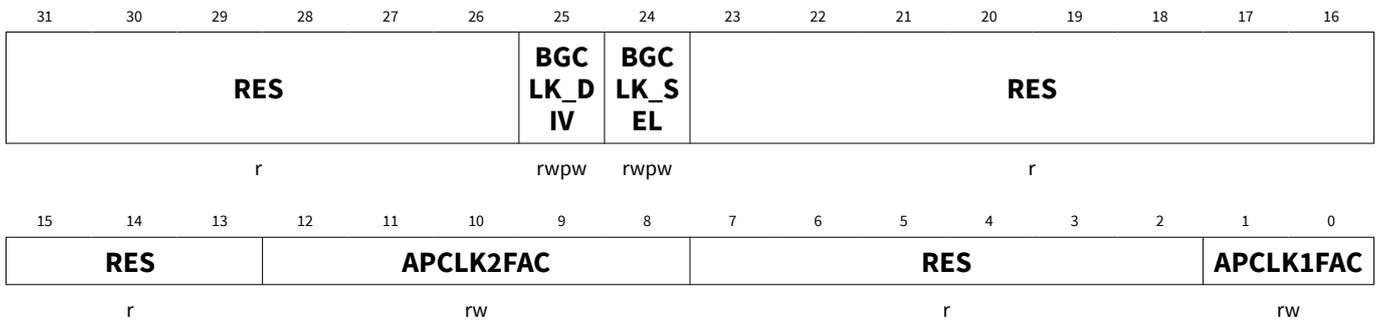 31 30 29 28 27 26 25 24 23 22 21 20 19 18 17 16
RES BGC LK_D IV BGC LK_S EL RES
r rwpw rwpw r
15 14 13 12 11 10 9 8 7 6 5 4 3 2 1 0
RES APCLK2FAC RES APCLK1FAC
r rw r rw